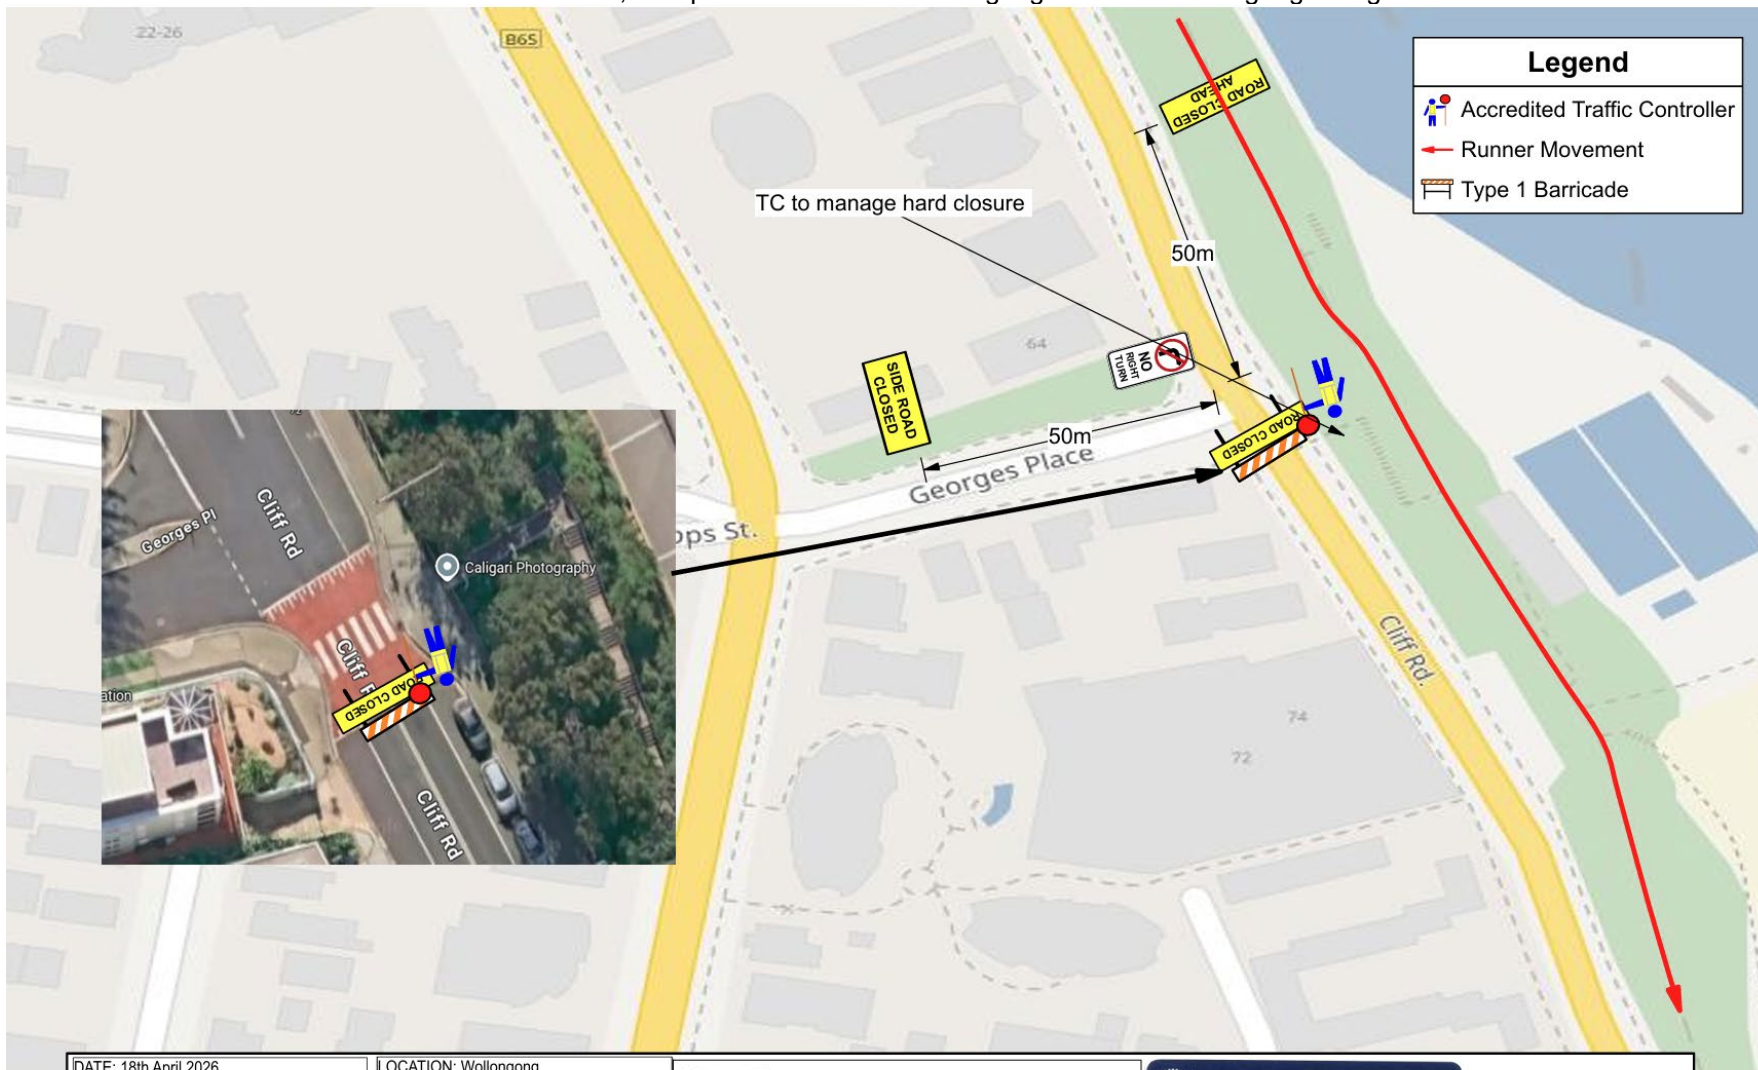 22-26
B65
ROAD CLOSED
AHEAD
Legend
Accredited Traffic Controller
Runner Movement
Type 1 Barricade
TC to manage hard closure
50m
64
NO
RIGHT
TURN
SIDE ROAD
CLOSED
50m
ROAD CLOSED
Georges Place
Cliff Rd
Georges Pl
Caligari Photography
Cliff R
ROAD CLOSED
Cliff Rd
Cliff Rd.
74
72
DATE: 18th April 2026
LOCATION: Wollongong